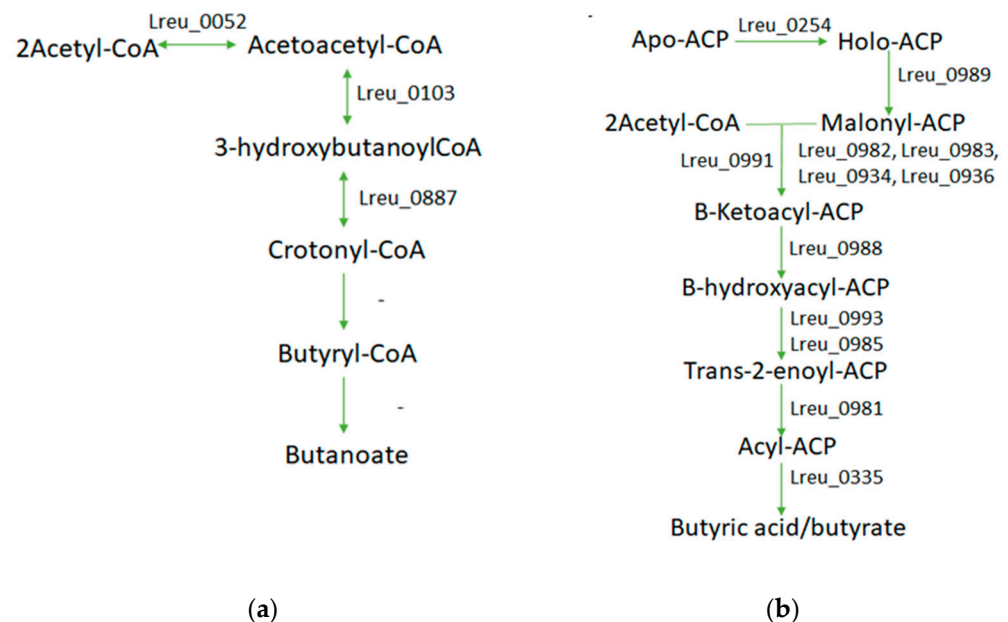 Lreu_0052
2Acetyl-CoA
Acetoacetyl-CoA
Lreu_0103
3-hydroxybutanoylCoA
Lreu_0887
Crotonyl-CoA
-
Butyryl-CoA
-
Butanoate
(a)
-
Apo-ACP
Lreu_0254
Holo-ACP
Lreu_0989
2Acetyl-CoA
Malonyl-ACP
Lreu_0991
Lreu_0982, Lreu_0983,
Lreu_0934, Lreu_0936
B-Ketoacyl-ACP
Lreu_0988
B-hydroxyacyl-ACP
Lreu_0993
Lreu_0985
Trans-2-enoyl-ACP
Lreu_0981
Acyl-ACP
Lreu_0335
Butyric acid/butyrate
(b)